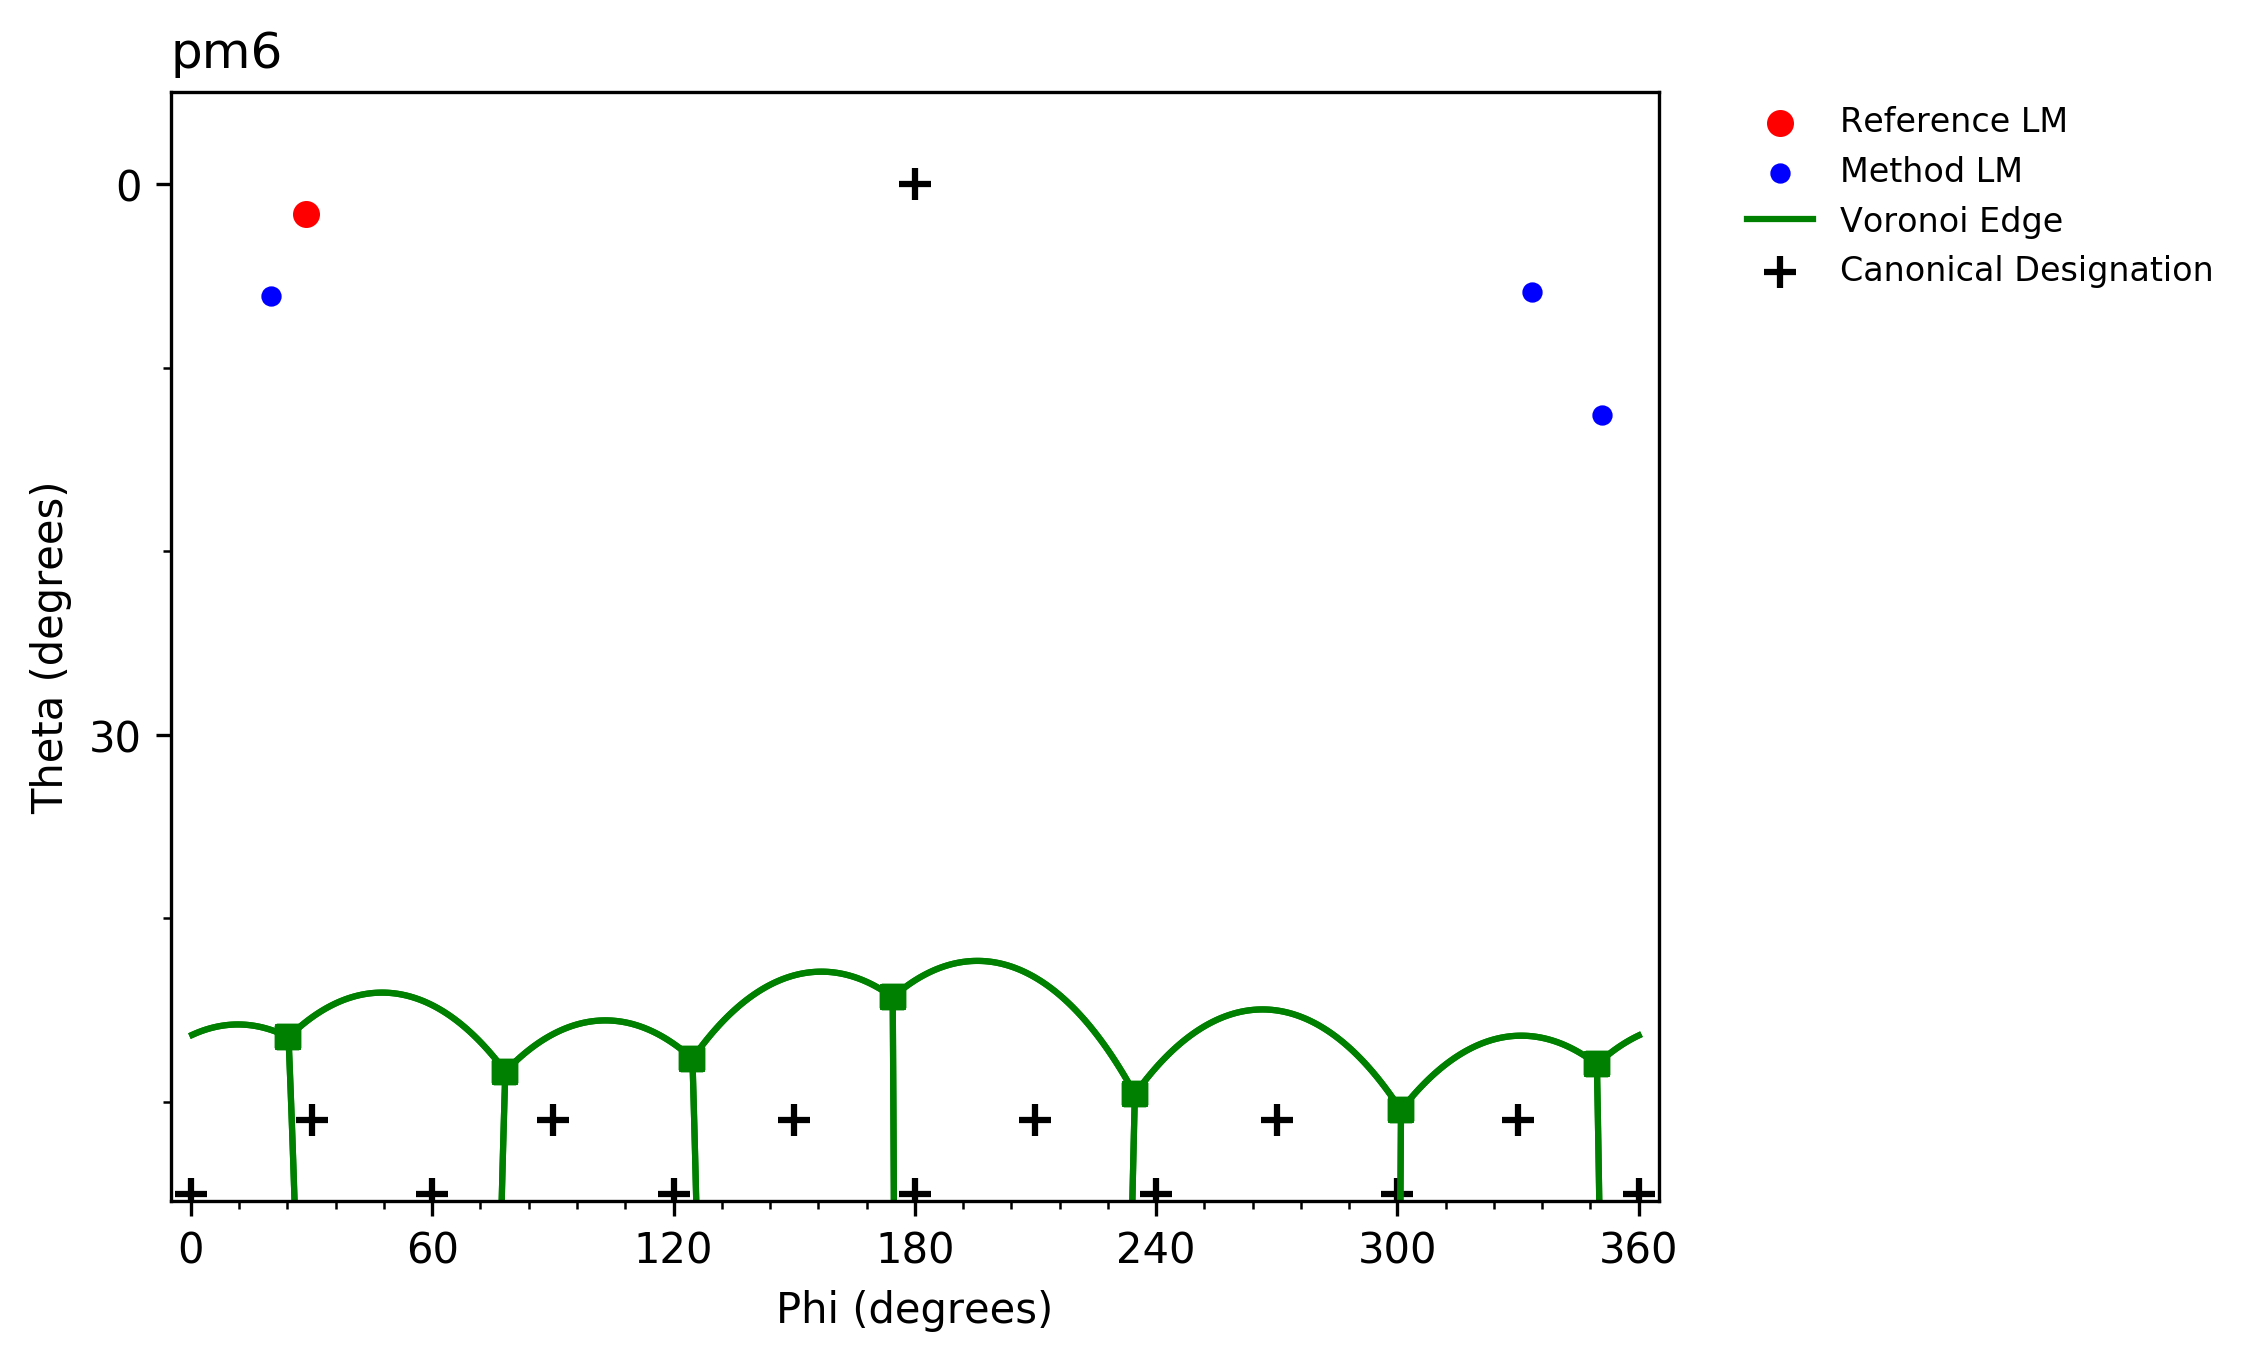 pm6
Reference LM
Method LM
Voronoi Edge
Canonical Designation
0
30
Theta (degrees)
0 60 120 180 240 300 360
Phi (degrees)